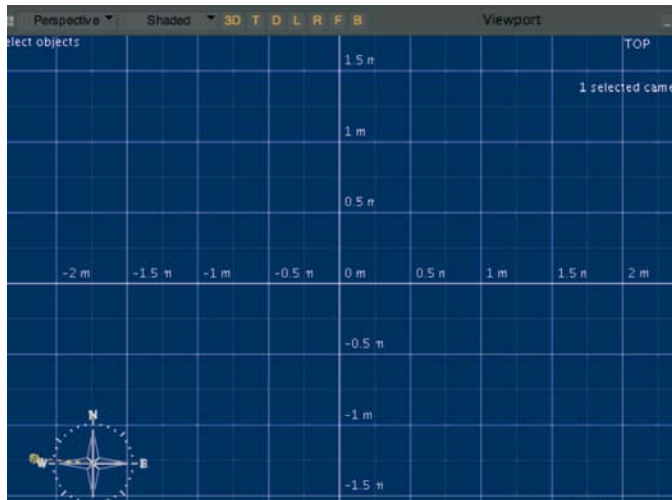 Perspective Shaded 3D T D L R F B Viewport
elect objects TOP
1.5 m
1 selected came
1 m
0.5 m
-2 m -1.5 m -1 m -0.5 m 0 m 0.5 m 1 m 1.5 m 2 m
-0.5 m
N
-1 m
W E
-1.5 m